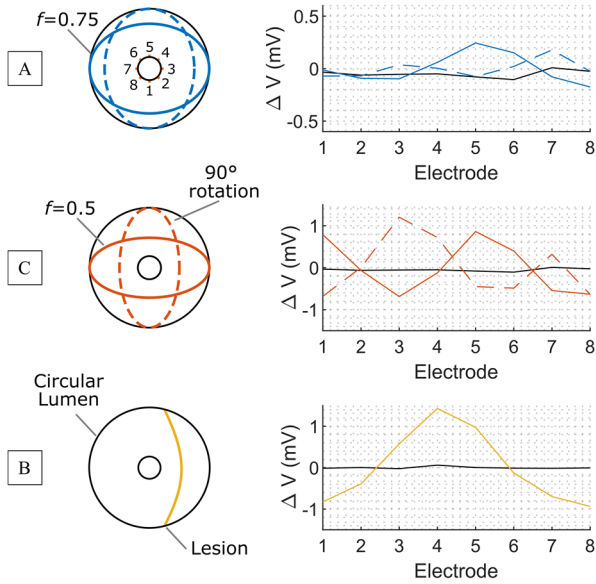 A
f=0.75
6 5 4
7 3
8 1 2
Δ V (mV)
0.5
0
-0.5
1 2 3 4 5 6 7 8
Electrode
C
f=0.5
90°
rotation
Δ V (mV)
1
0
-1
1 2 3 4 5 6 7 8
Electrode
B
Circular
Lumen
Lesion
Δ V (mV)
1
0
-1
1 2 3 4 5 6 7 8
Electrode